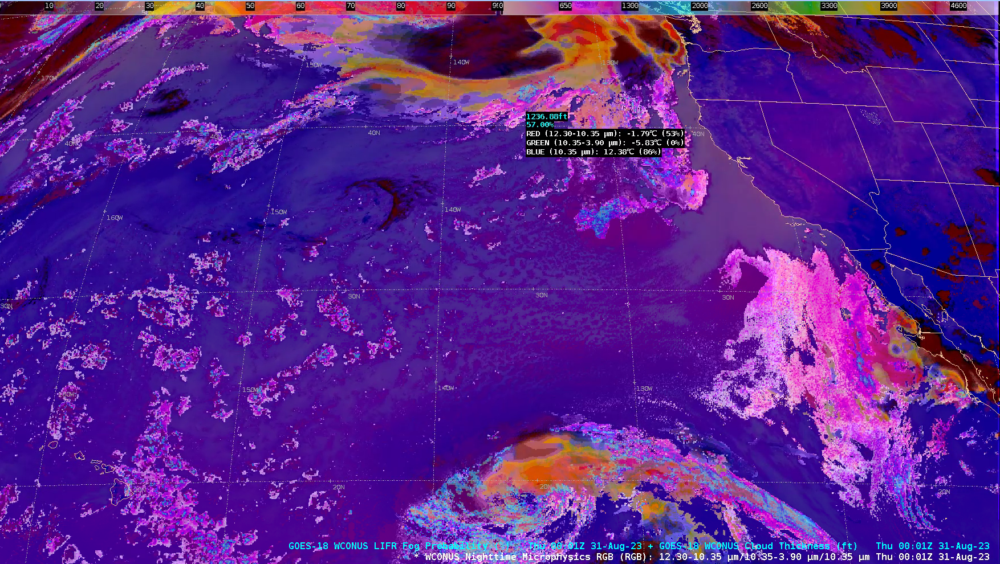 10 20 30 40 50 60 70 80 90 650 1300 2000 2600 3300 3900 4600
50N
50N
140W
130W
150W
170W
1236.88ft
57.00%
RED (12.30-10.35 µm): -1.79℃ (53%)
GREEN (10.35-3.90 µm): -5.83℃ (0%)
BLUE (10.35 µm): 12.38℃ (86%)
40N
40N
40N
40N
160W
150W
140W
30N
30N
30N
30N
150W
140W
130W
20N
20N
20N
20N
20N
GOES-18 WCONUS LIFR Fog Probability (%) Thu 00:01Z 31-Aug-23 + GOES-18 WCONUS Cloud Thickness (ft) Thu 00:01Z 31-Aug-23
* WCONUS Nighttime Microphysics RGB (RGB): 12.30-10.35 µm/10.35-3.90 µm/10.35 µm Thu 00:01Z 31-Aug-23